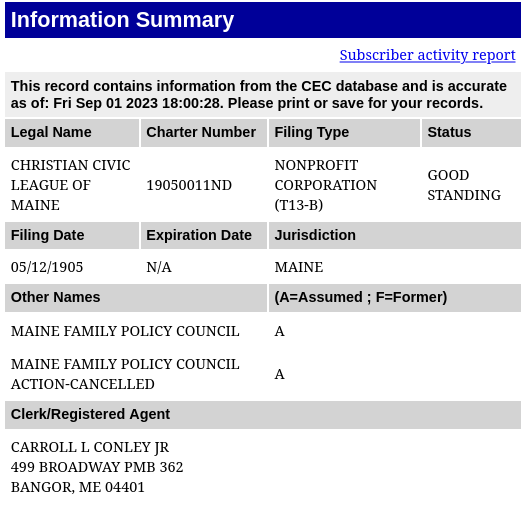 Information Summary
Subscriber activity report
This record contains information from the CEC database and is accurate
as of: Fri Sep 01 2023 18:00:28. Please print or save for your records.
Legal Name Charter Number Filing Type Status
CHRISTIAN CIVIC
LEAGUE OF
MAINE
19050011ND
NONPROFIT
CORPORATION
(T13-B)
GOOD
STANDING
Filing Date Expiration Date Jurisdiction
05/12/1905 N/A MAINE
Other Names (A=Assumed ; F=Former)
MAINE FAMILY POLICY COUNCIL A
MAINE FAMILY POLICY COUNCIL
ACTION-CANCELLED
A
Clerk/Registered Agent
CARROLL L CONLEY JR
499 BROADWAY PMB 362
BANGOR, ME 04401